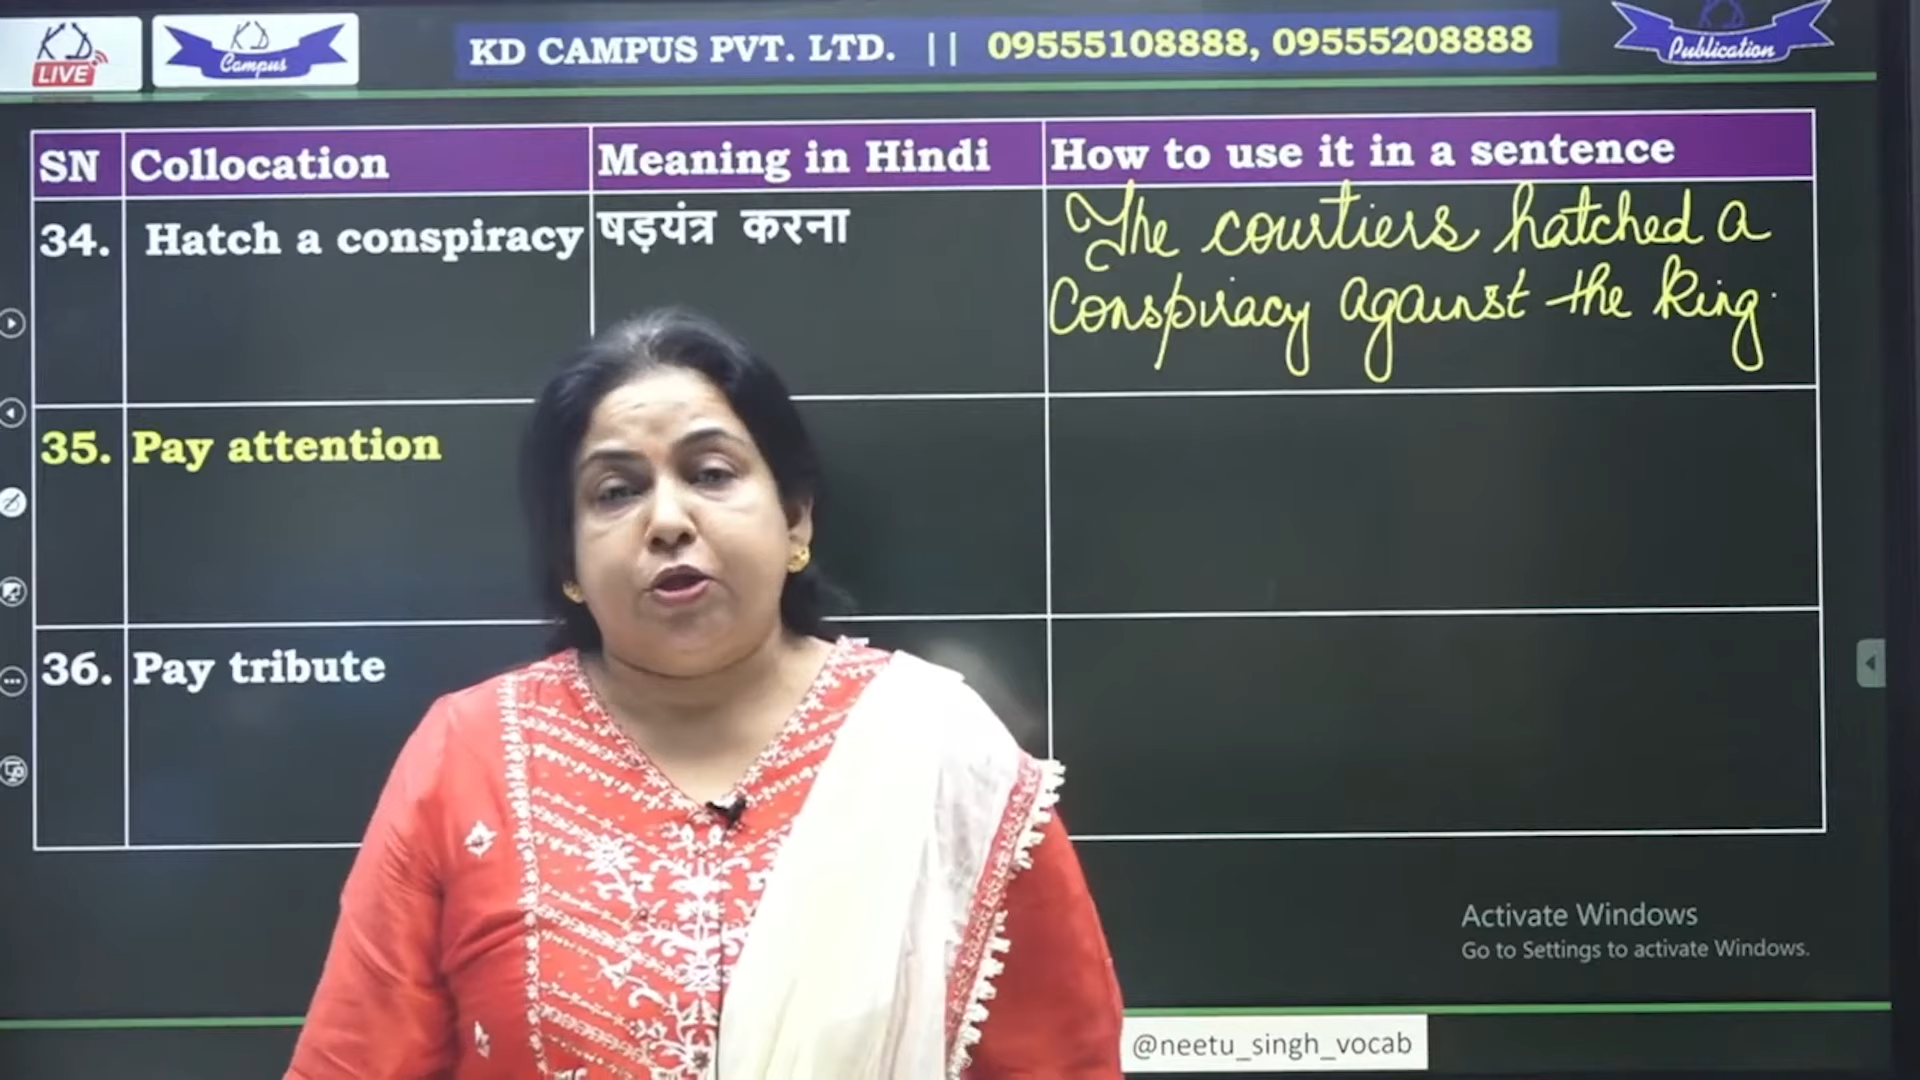 KD
LIVE
KD
Campus
KD CAMPUS PVT. LTD. || 09555108888, 09555208888
KD
Publication
SN Collocation Meaning in Hindi How to use it in a sentence
34. Hatch a conspiracy षड़यंत्र करना The courtiers hatched a
conspiracy against the king.
35. Pay attention
36. Pay tribute
Activate Windows
Go to Settings to activate Windows.
@neetu_singh_vocab